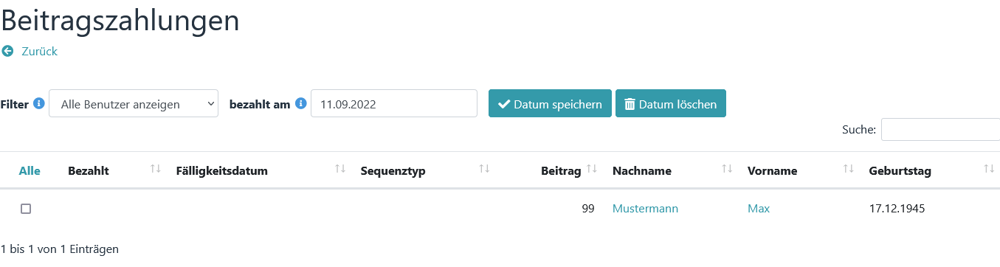 Beitragszahlungen
Zurück
Filter Alle Benutzer anzeigen bezahlt am 11.09.2022 Datum speichern Datum löschen
Suche:
Alle Bezahlt Fälligkeitsdatum Sequenztyp Beitrag Nachname Vorname Geburtstag
99 Mustermann Max 17.12.1945
1 bis 1 von 1 Einträgen